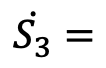 Ṡ₃ =